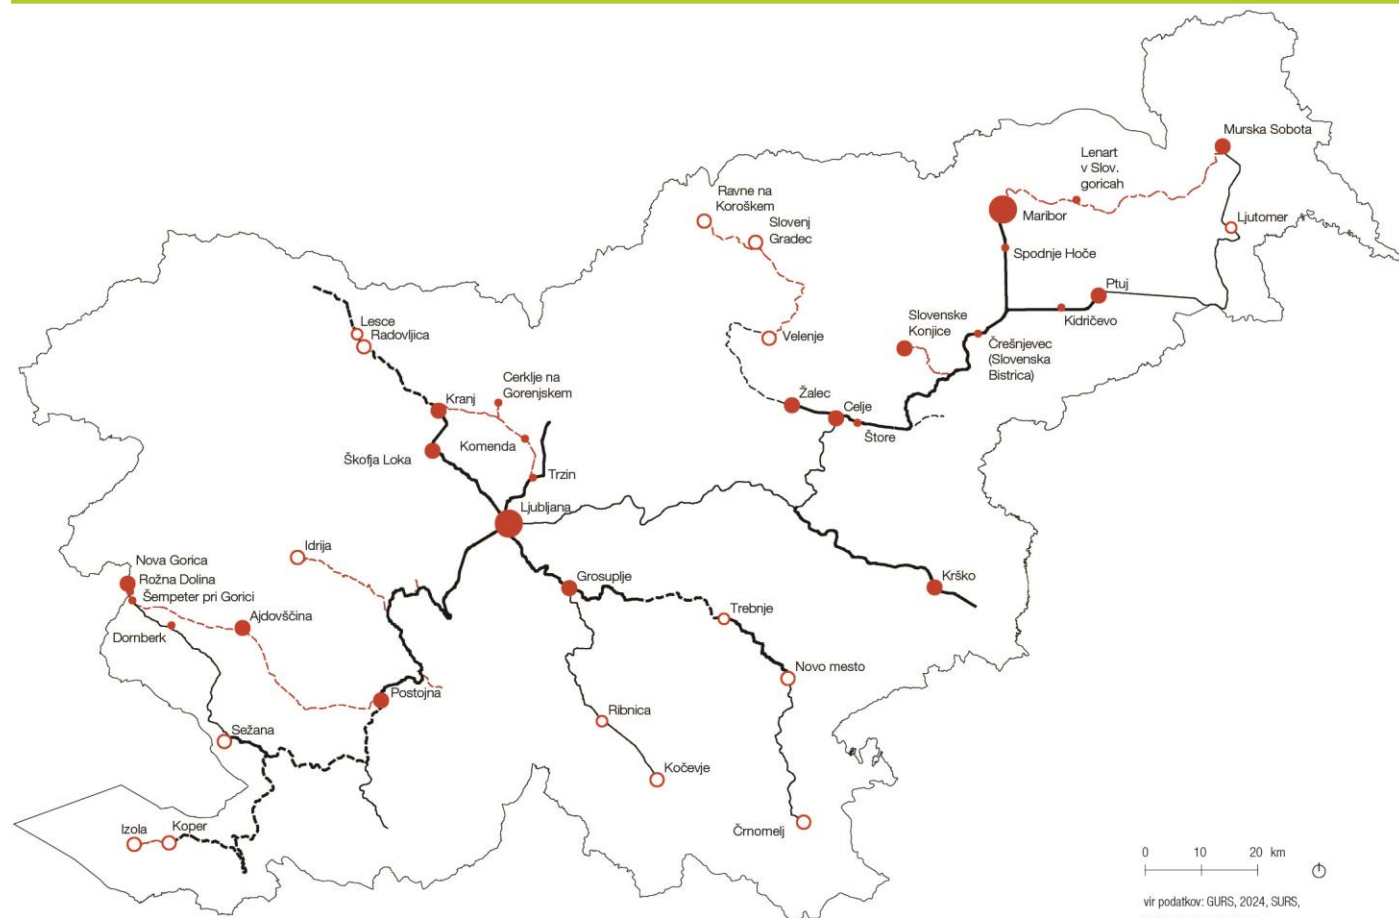 Murska Sobota
Lenart
v Slov.
goricah
Ravne na
Koroškem
Slovenj
Gradec
Maribor
Ljutomer
Spodnje Hoče
Ptuj
Lesce
Radovljica
Velenje
Slovenske
Konjice
Kidričevo
Črešnjevec
(Slovenska
Bistrica)
Cerklje na
Gorenjskem
Kranj
Žalec
Celje
Štore
Komenda
Škofja Loka
Trzin
Ljubljana
Idrija
Nova Gorica
Rožna Dolina
Šempeter pri Gorici
Ajdovščina
Dornberk
Grosuplje
Krško
Trebnje
Novo mesto
Postojna
Ribnica
Sežana
Kočevje
Izola
Koper
Črnomelj
0 10 20 km
vir podatkov: GURS, 2024, SURS,